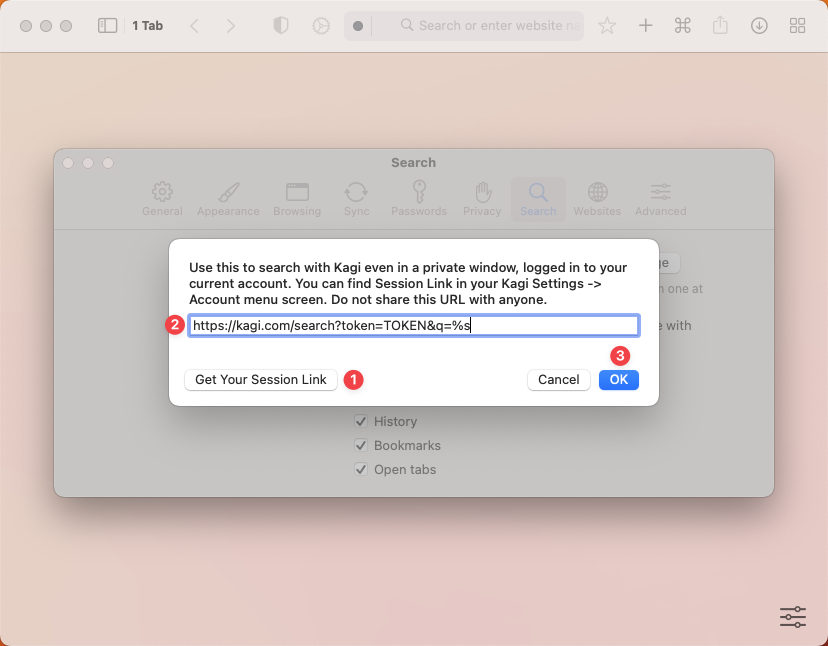 1 Tab
Search or enter website na
Search
General Appearance Browsing Sync Passwords Privacy Search Websites Advanced
ge
n one at
Use this to search with Kagi even in a private window, logged in to your
current account. You can find Session Link in your Kagi Settings ->
Account menu screen. Do not share this URL with anyone.
e with
2 https://kagi.com/search?token=TOKEN&q=%s
3
Get Your Session Link 1 Cancel OK
History
Bookmarks
Open tabs